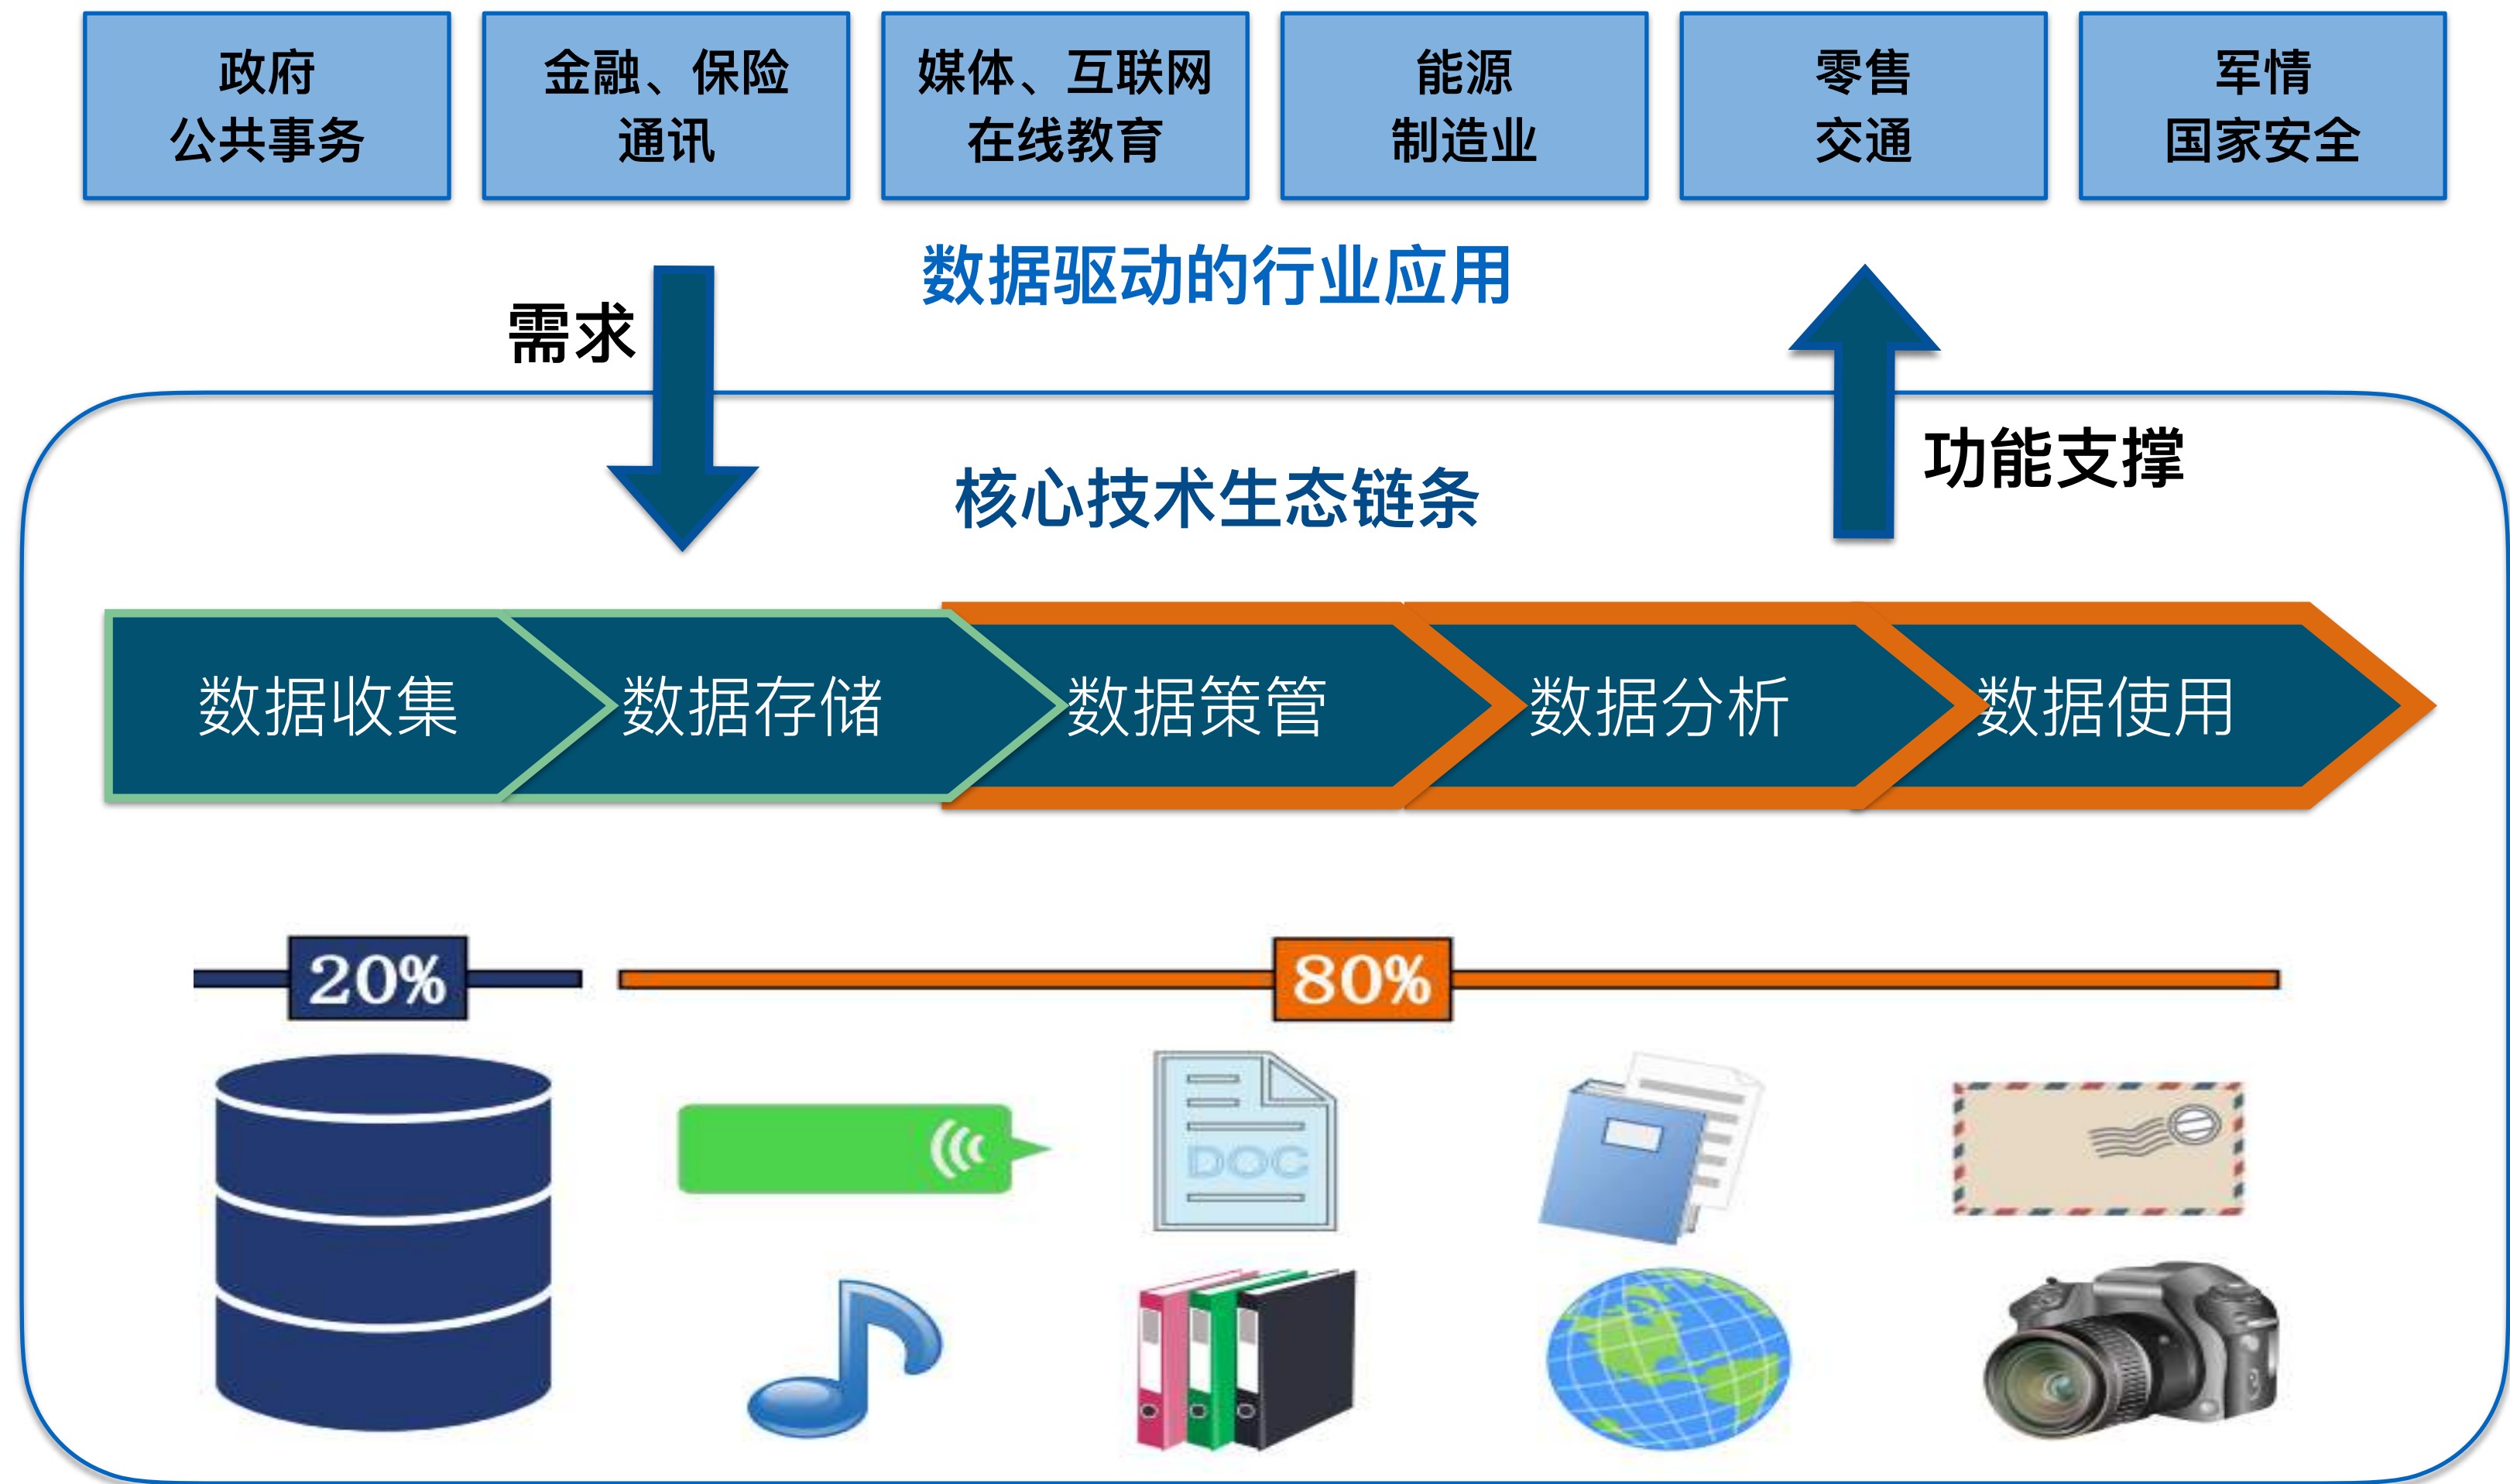 政府
公共事务
金融、保险
通讯
媒体、互联网
在线教育
能源
制造业
零售
交通
军情
国家安全
数据驱动的行业应用
需求
功能支撑
核心技术生态链条
数据收集
数据存储
数据策管
数据分析
数据使用
20%
80%
DOC